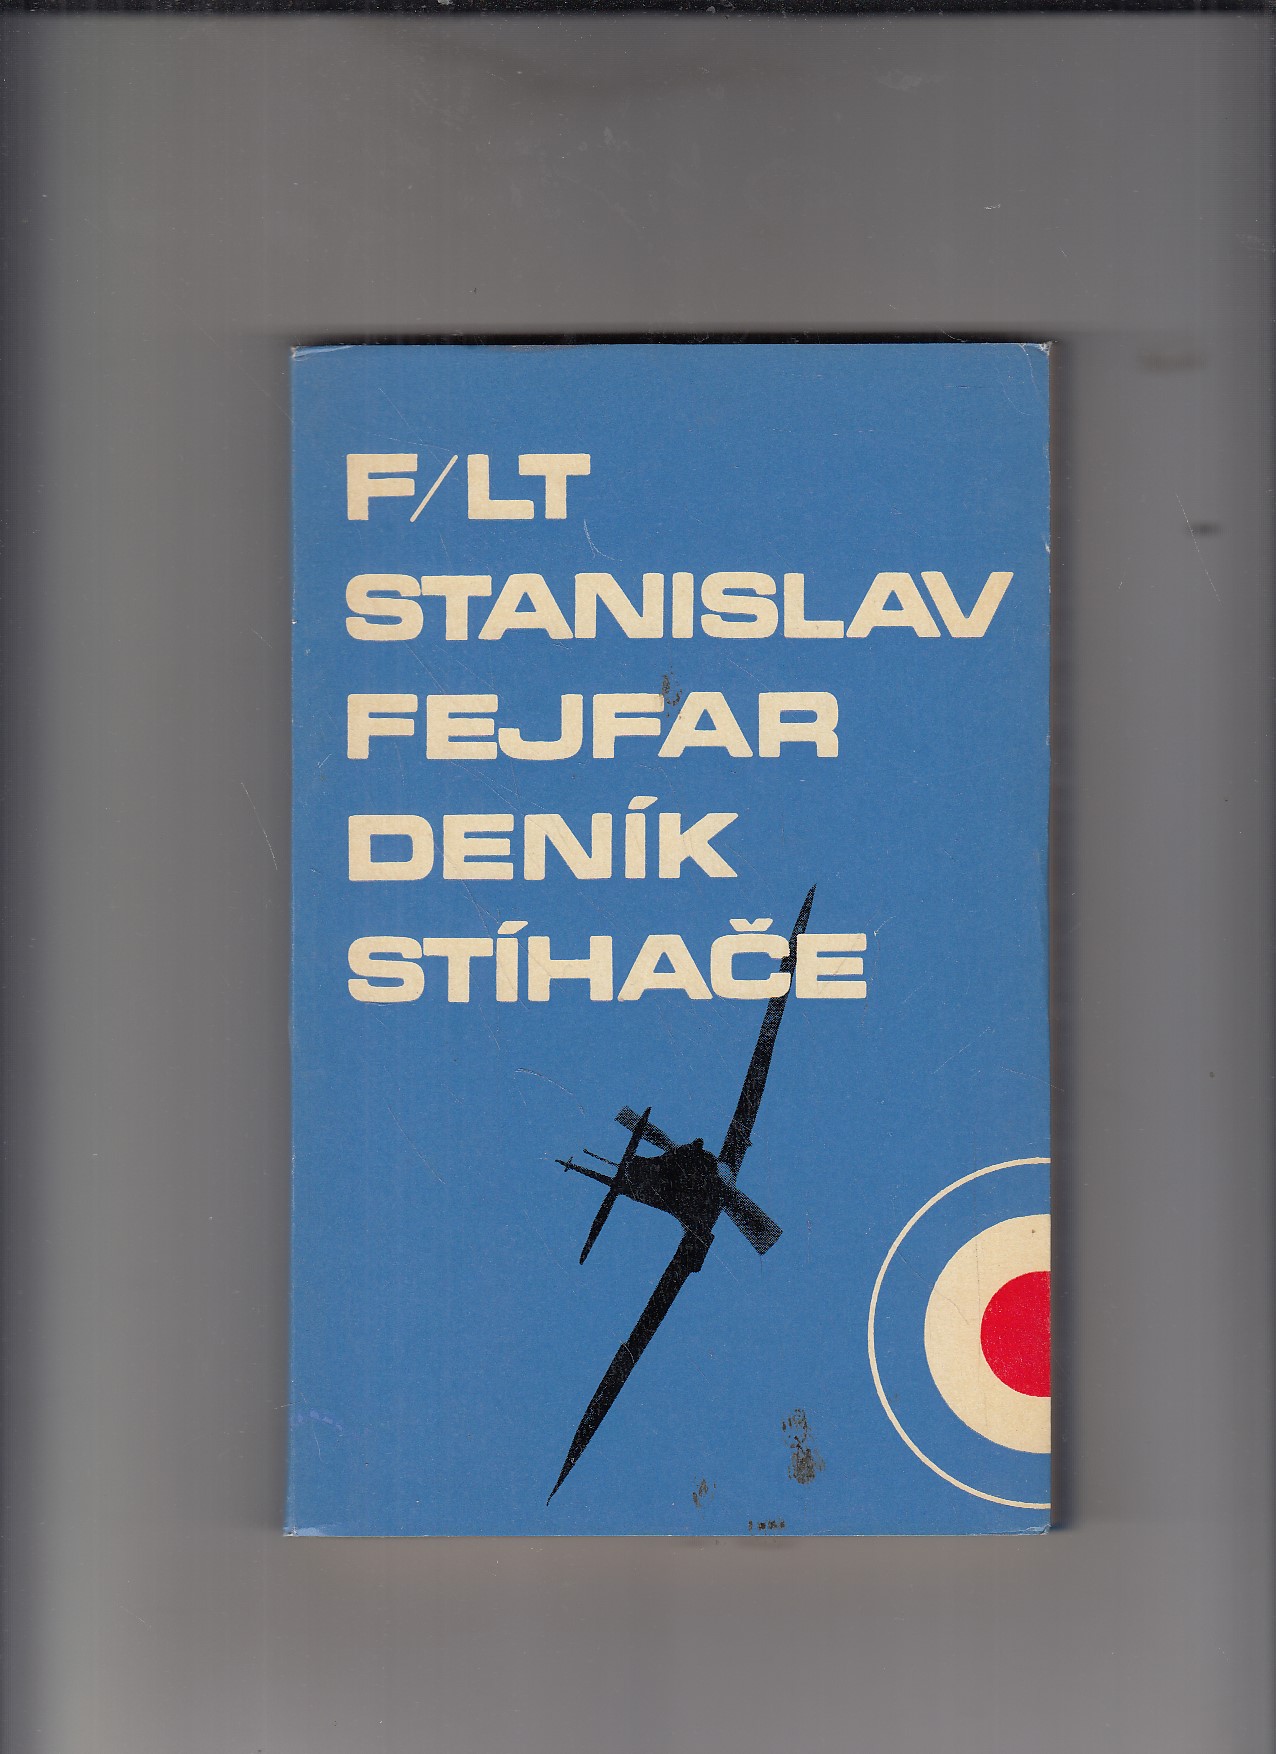 F/LT
STANISLAV
FEJFAR
DENÍK
STÍHAČE